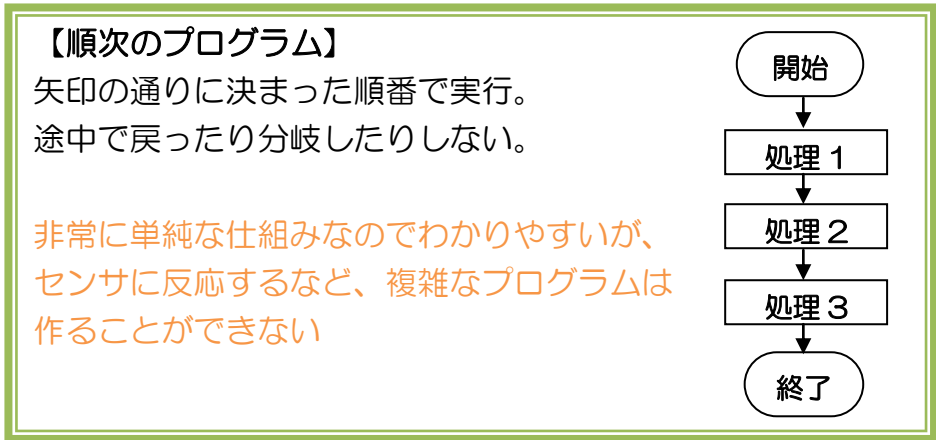 【順次のプログラム】
矢印の通りに決まった順番で実行。
途中で戻ったり分岐したりしない。
非常に単純な仕組みなのでわかりやすいが、
センサに反応するなど、複雑なプログラムは
作ることができない
開始
処理１
処理２
処理３
終了